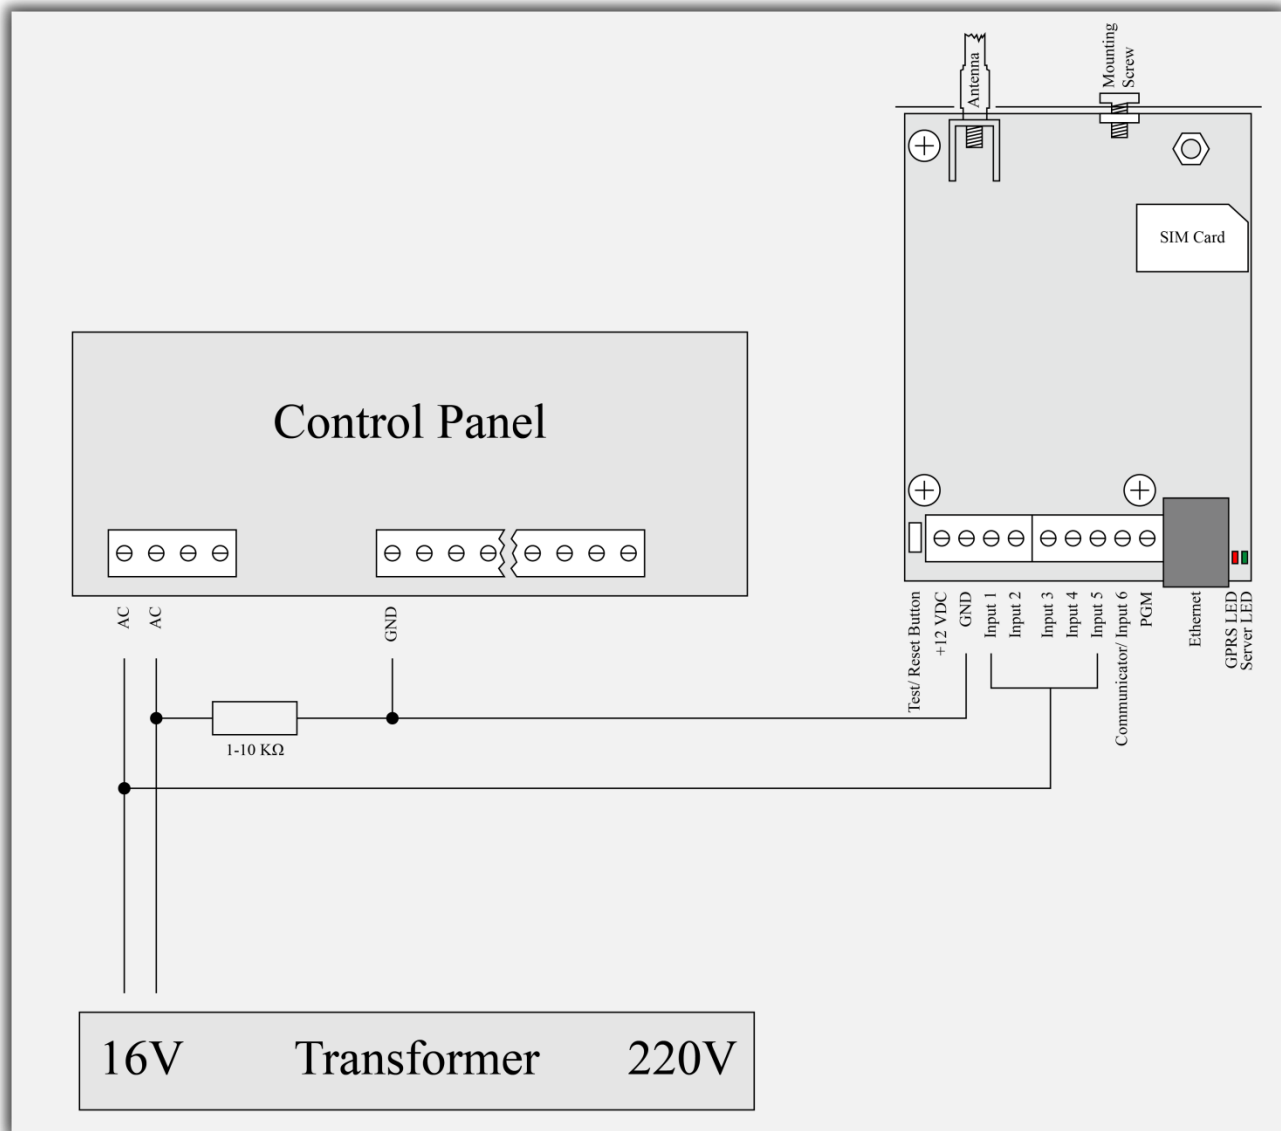 Antenna
Mounting
Screw
SIM Card
Control Panel
AC
AC
GND
Test/ Reset Button
+12 VDC
GND
Input 1
Input 2
Input 3
Input 4
Input 5
Communicator/ Input 6
PGM
Ethernet
GPRS LED
Server LED
1-10 KΩ
16V Transformer 220V